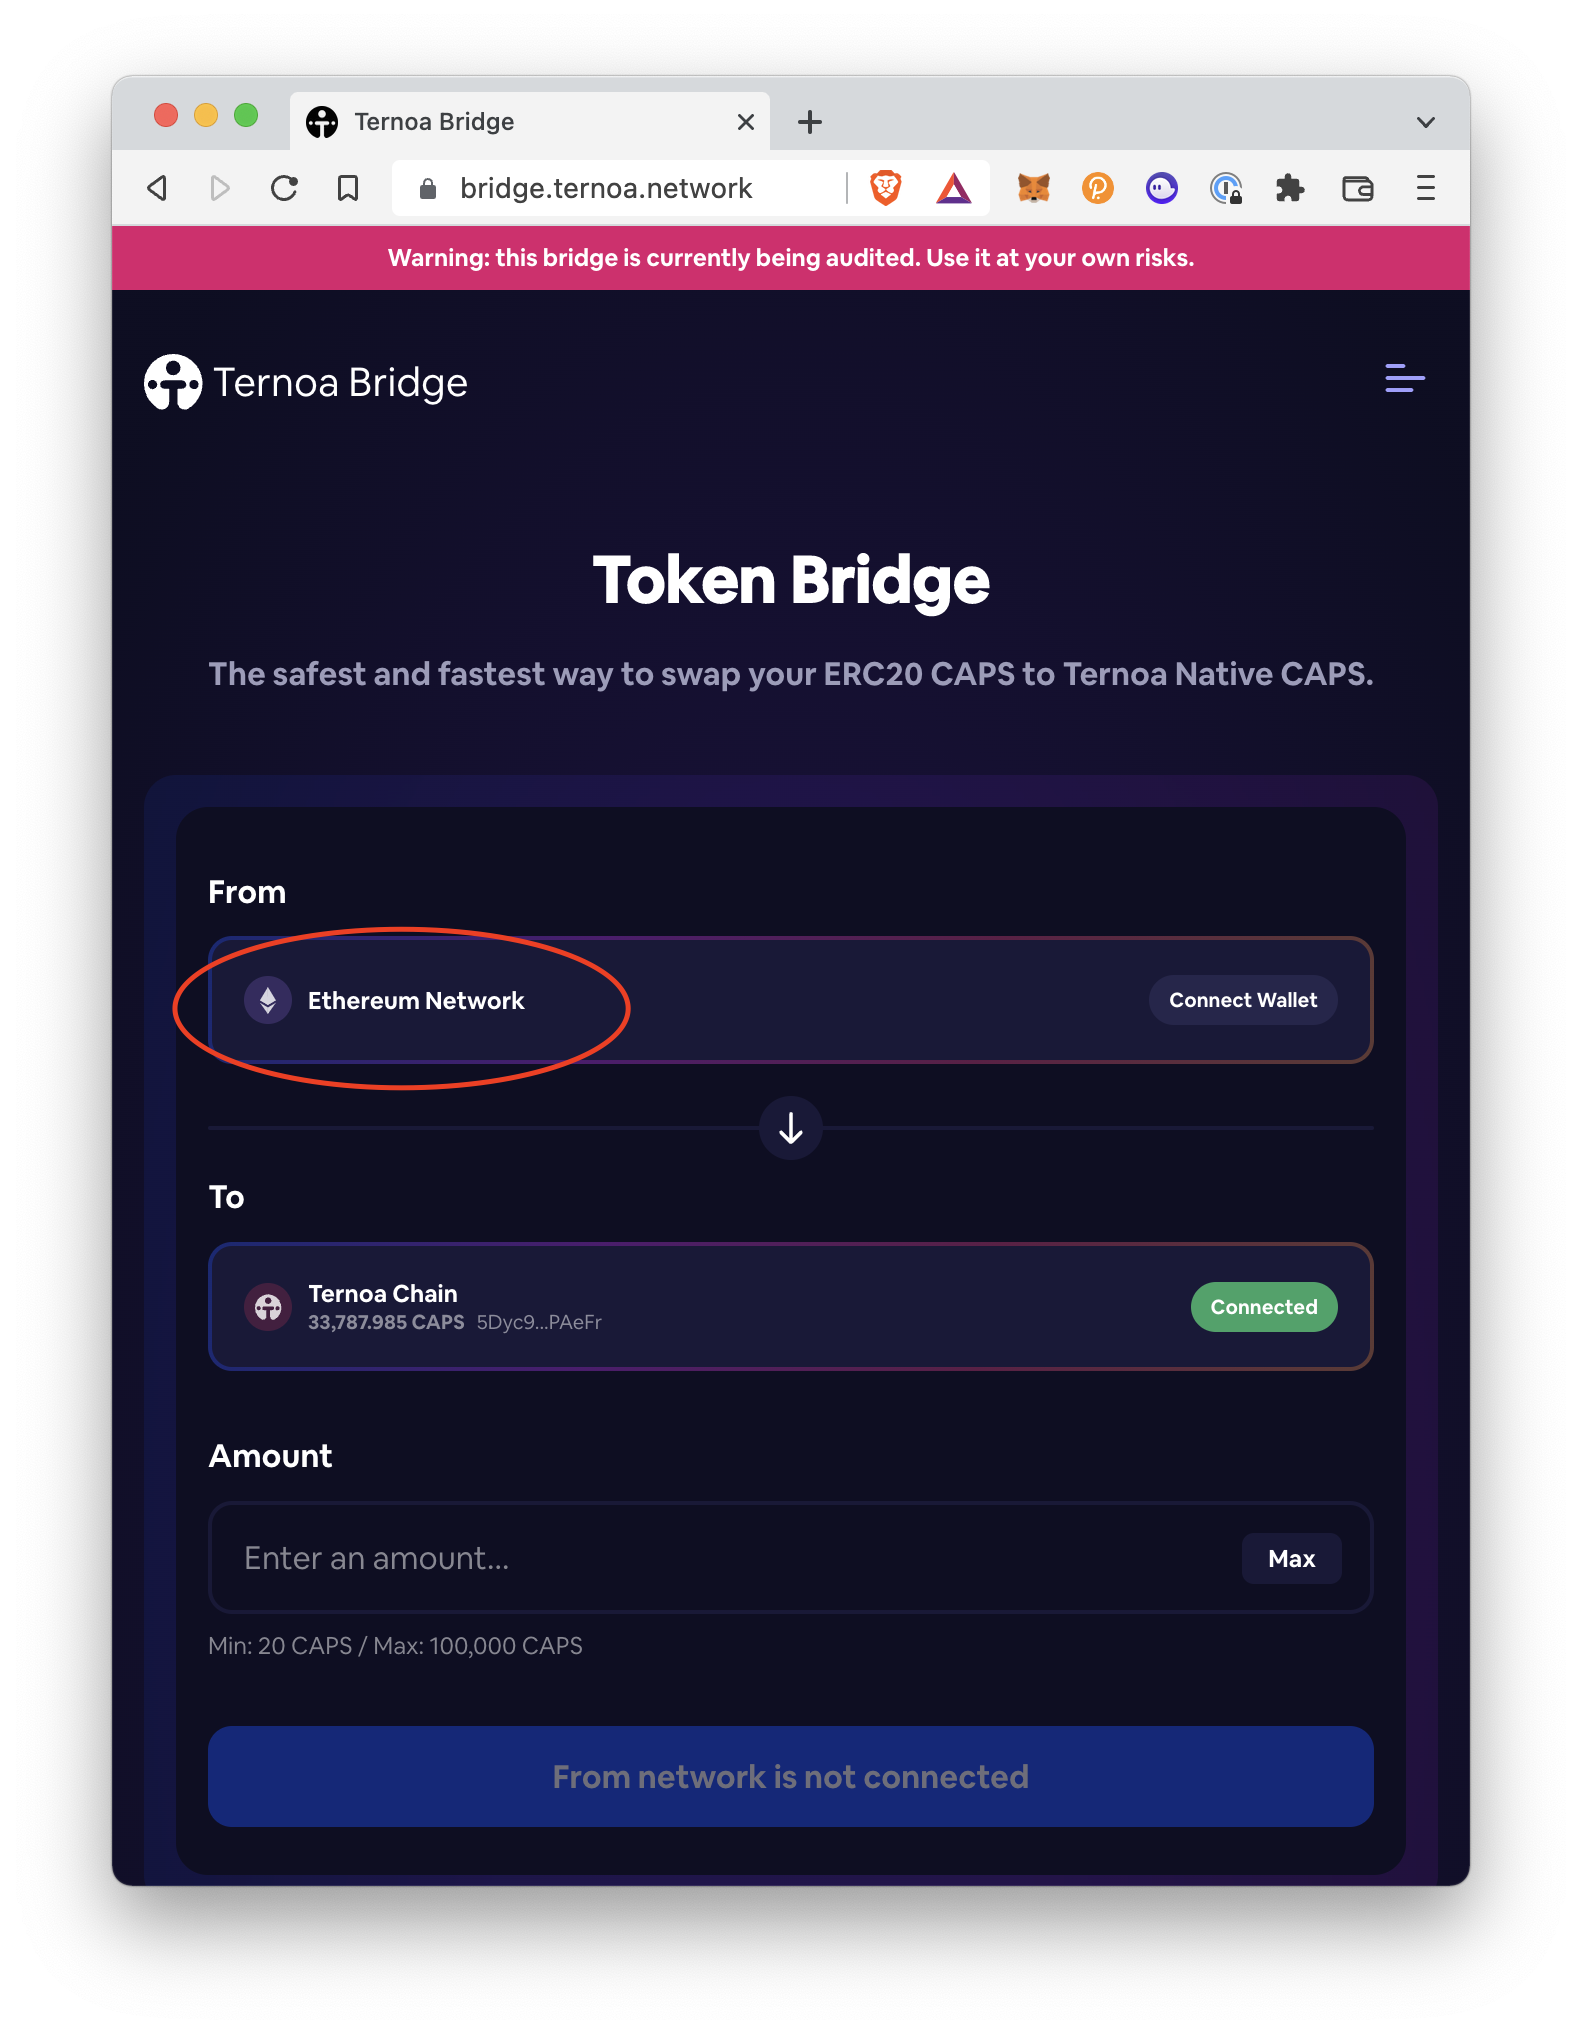 Ternoa Bridge
bridge.ternoa.network
Warning: this bridge is currently being audited. Use it at your own risks.
Ternoa Bridge
Token Bridge
The safest and fastest way to swap your ERC20 CAPS to Ternoa Native CAPS.
From
Ethereum Network
Connect Wallet
To
Ternoa Chain
33,787.985 CAPS 5Dyc9...PAeFr
Connected
Amount
Enter an amount...
Max
Min: 20 CAPS / Max: 100,000 CAPS
From network is not connected